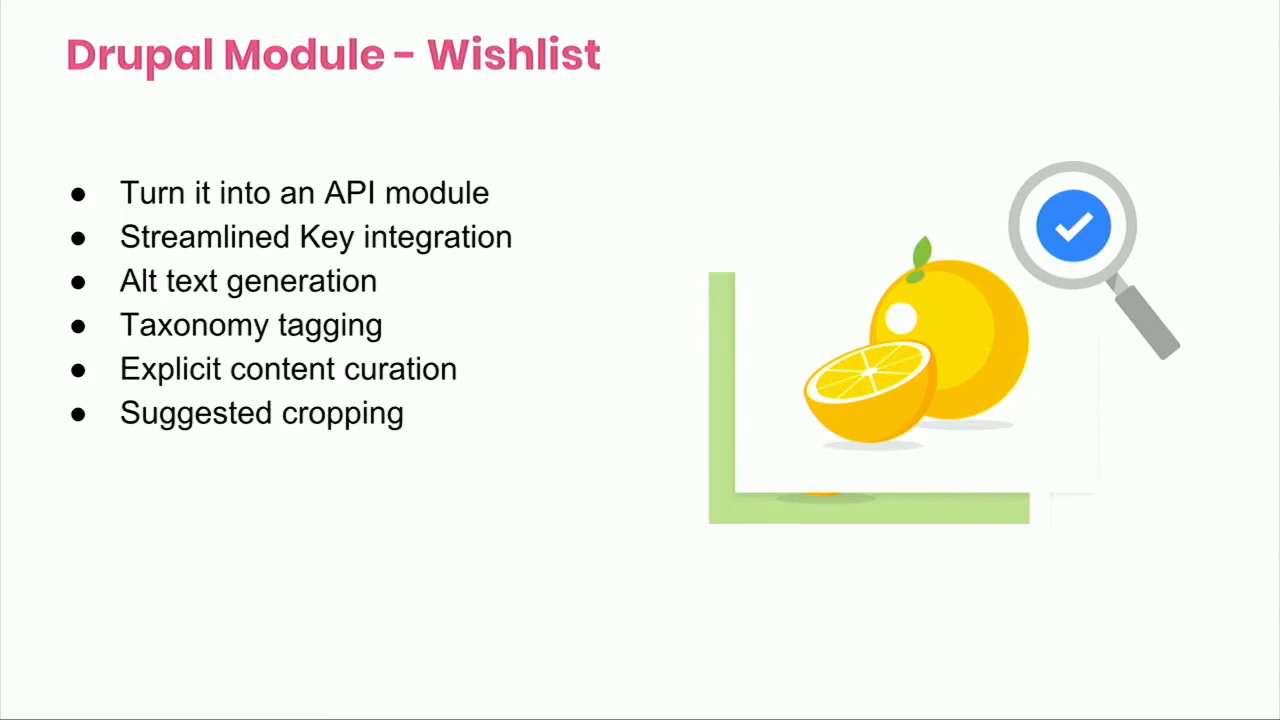 Drupal Module - Wishlist
● Turn it into an API module
● Streamlined Key integration
● Alt text generation
● Taxonomy tagging
● Explicit content curation
● Suggested cropping